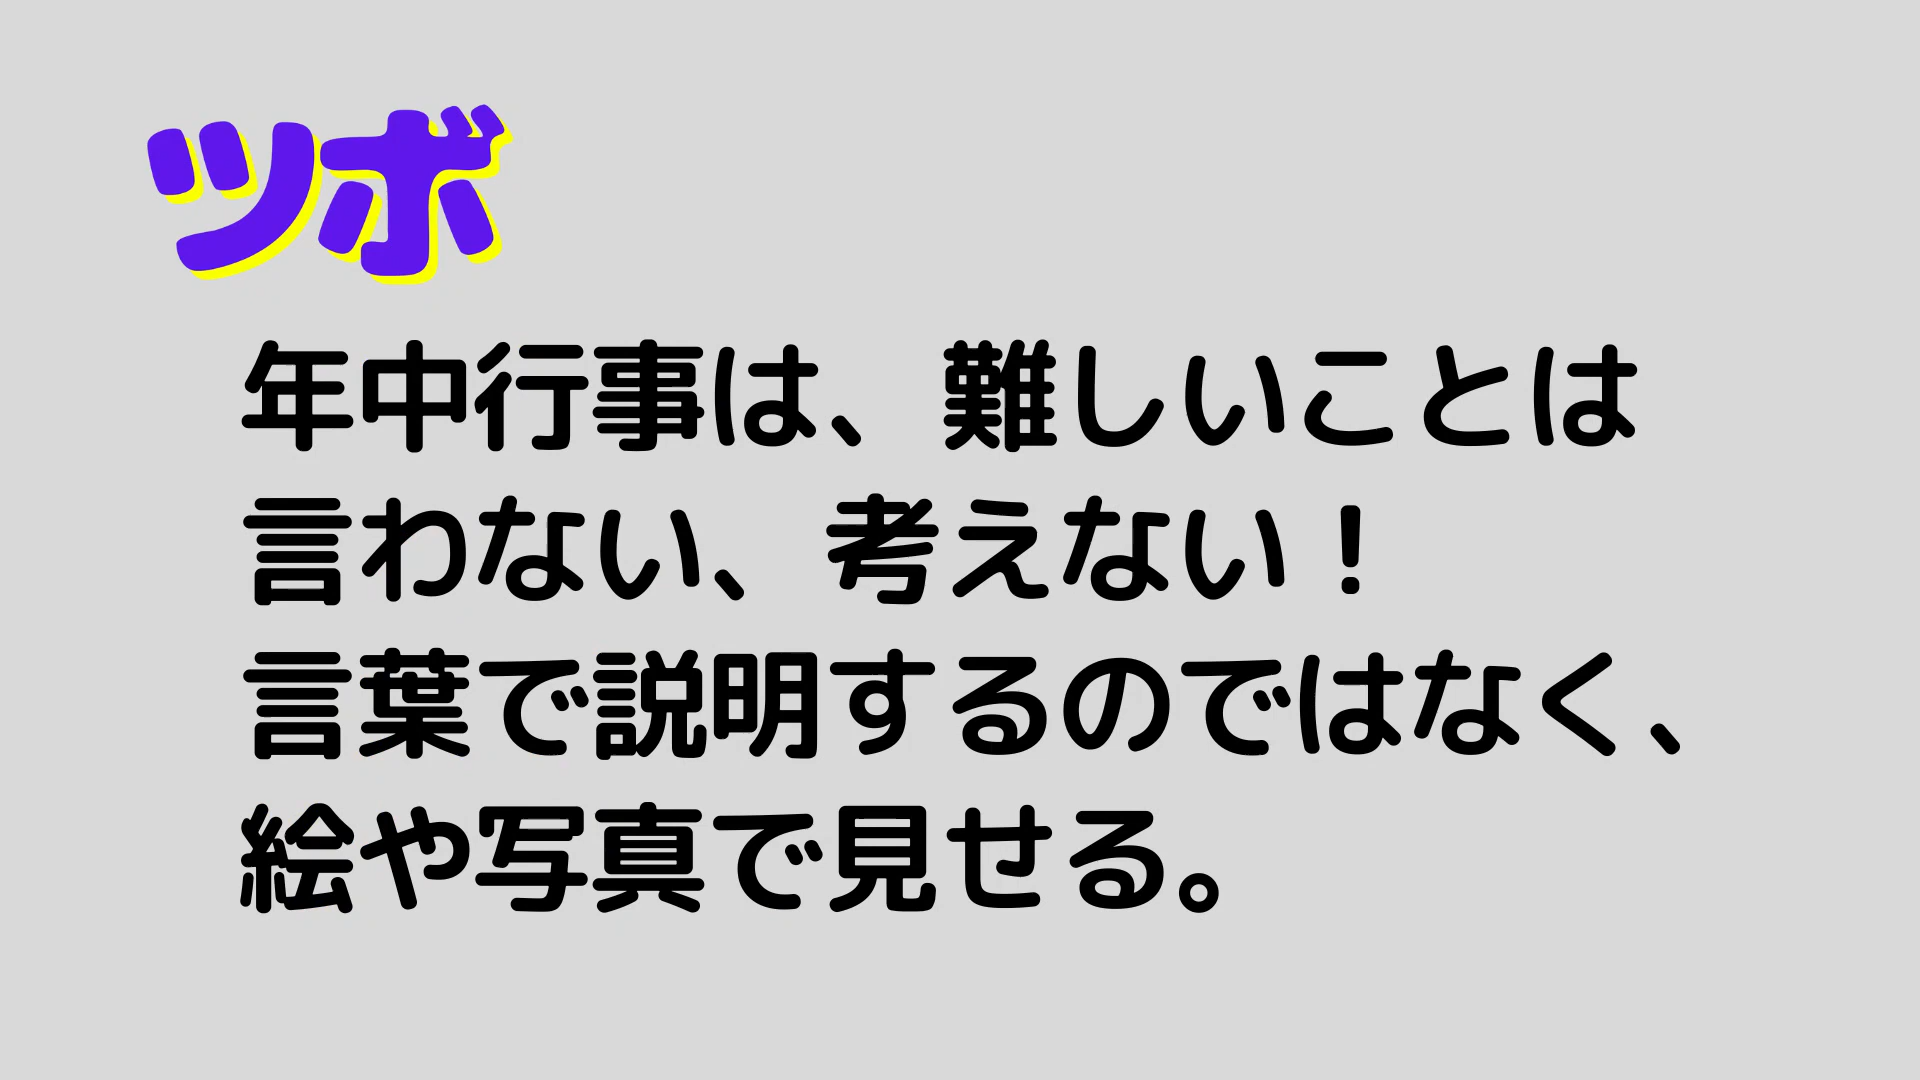 ツボ
年中行事は、難しいことは
言わない、考えない！
言葉で説明するのではなく、
絵や写真で見せる。